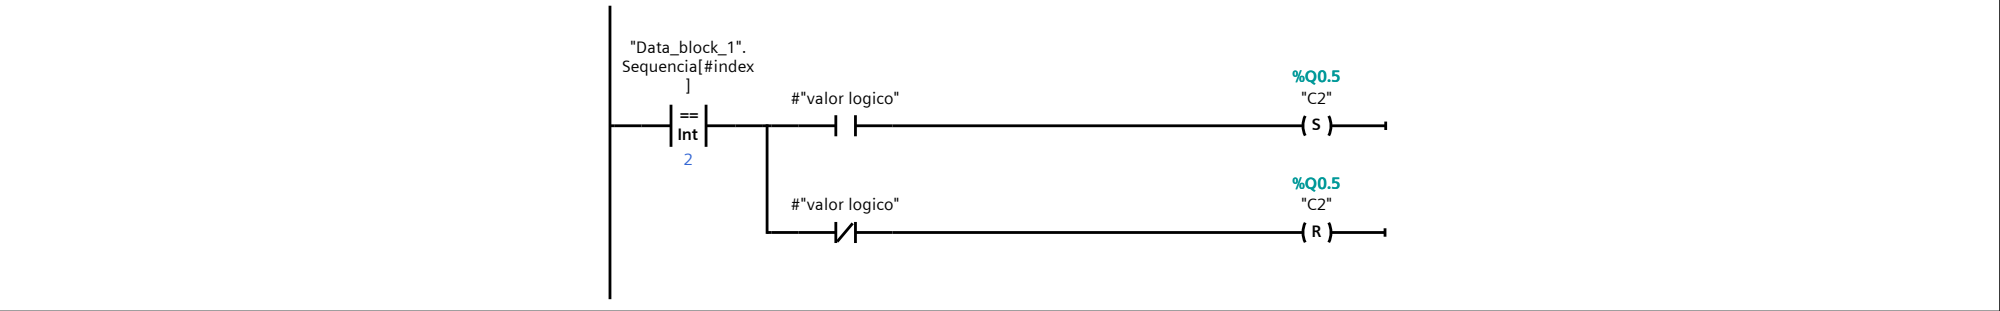 "Data_block_1".
Sequencia[#index
]
==
Int
2
#"valor logico"
%Q0.5
"C2"
S
#"valor logico"
%Q0.5
"C2"
R